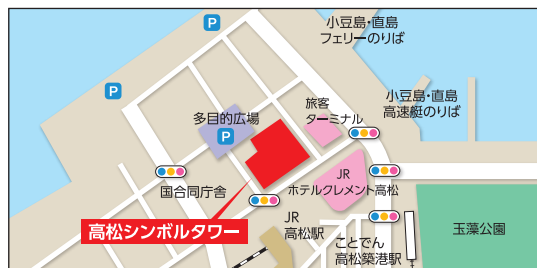 P
小豆島・直島
フェリーのりば
P
小豆島・直島
高速艇のりば
旅客
ターミナル
多目的広場
P
国合同庁舎
JR
ホテルクレメント高松
高松シンボルタワー
JR
高松駅
ことでん
高松築港駅
玉藻公園